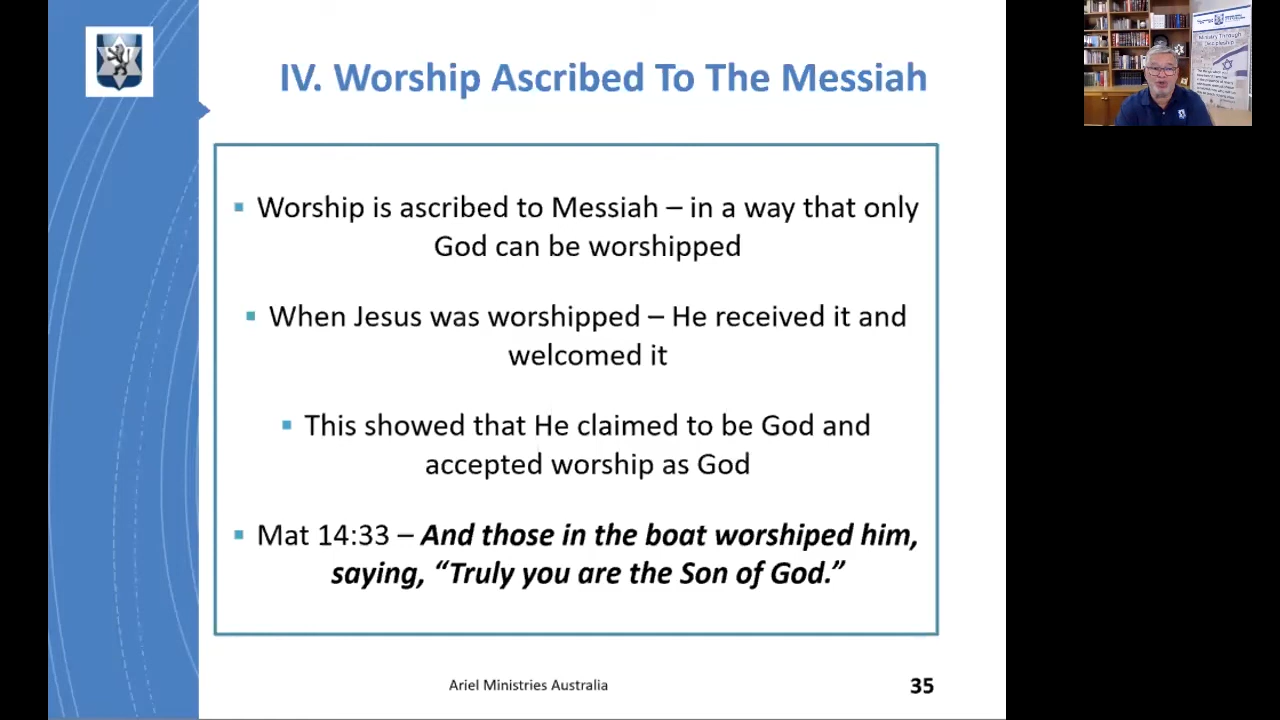 IV. Worship Ascribed To The Messiah
▪ Worship is ascribed to Messiah – in a way that only
God can be worshipped
▪ When Jesus was worshipped – He received it and
welcomed it
▪ This showed that He claimed to be God and
accepted worship as God
▪ Mat 14:33 – And those in the boat worshiped him,
saying, “Truly you are the Son of God.”
Ariel Ministries Australia
35
Ministry Through
Discipleship